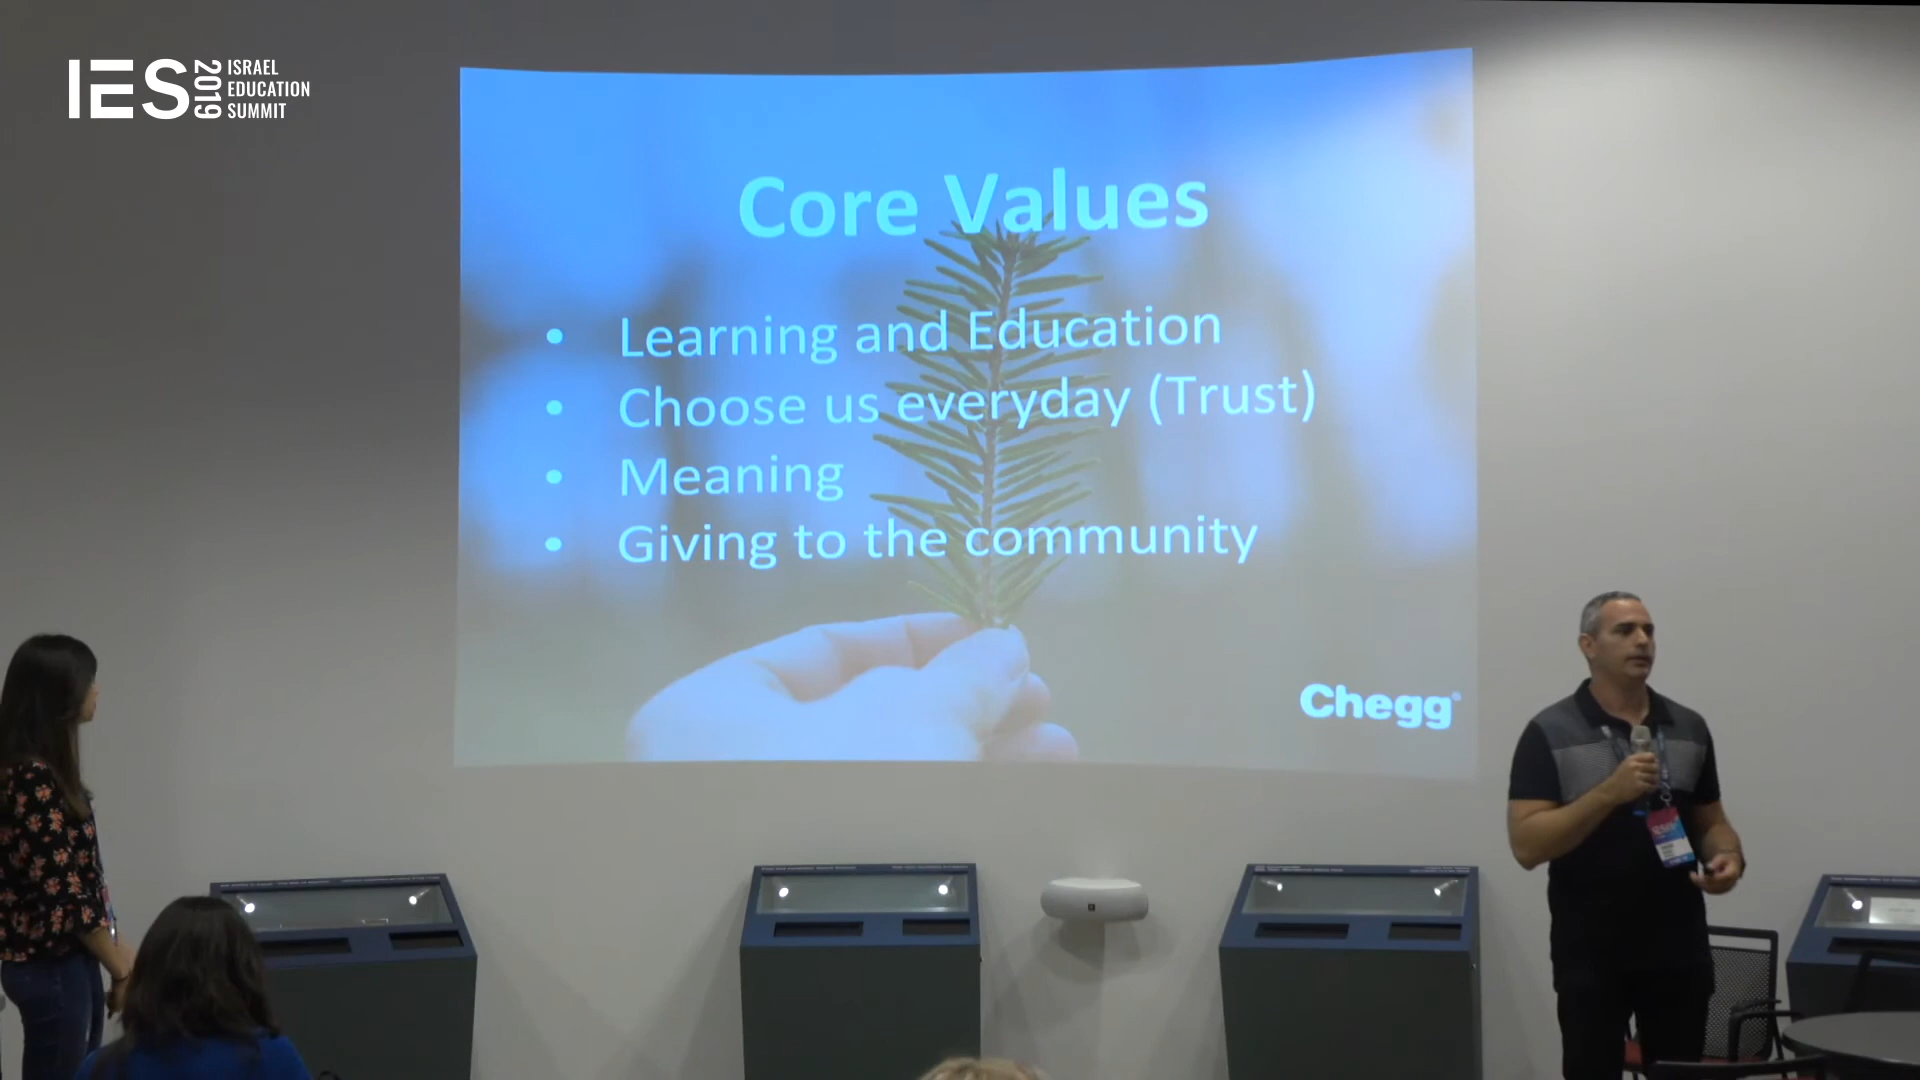 IES 2019 ISRAEL
EDUCATION
SUMMIT
Core Values
• Learning and Education
• Choose us everyday (Trust)
• Meaning
• Giving to the community
Chegg®